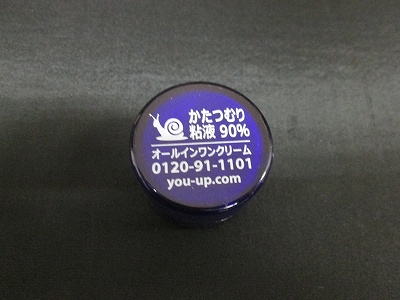 かたつむり
粘液 90%
オールインワンクリーム
0120-91-1101
you-up.com